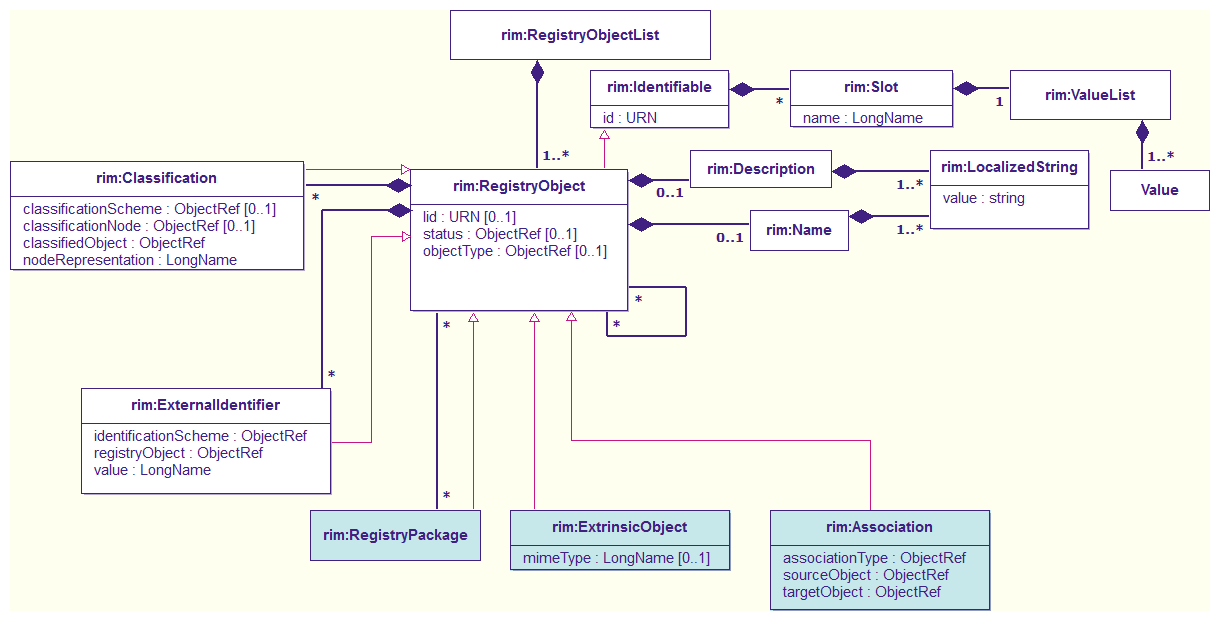 rim:RegistryObjectList
rim:Identifiable
id : URN
*
rim:Slot
name : LongName
1
rim:ValueList
1..*
Value
1..*
rim:Classification
classificationScheme : ObjectRef [0..1]
classificationNode : ObjectRef [0..1]
classifiedObject : ObjectRef
nodeRepresentation : LongName
*
rim:RegistryObject
lid : URN [0..1]
status : ObjectRef [0..1]
objectType : ObjectRef [0..1]
0..1
rim:Description
1..*
rim:LocalizedString
value : string
0..1
rim:Name
1..*
*
*
*
*
rim:ExternalIdentifier
identificationScheme : ObjectRef
registryObject : ObjectRef
value : LongName
*
rim:RegistryPackage
rim:ExtrinsicObject
mimeType : LongName [0..1]
rim:Association
associationType : ObjectRef
sourceObject : ObjectRef
targetObject : ObjectRef